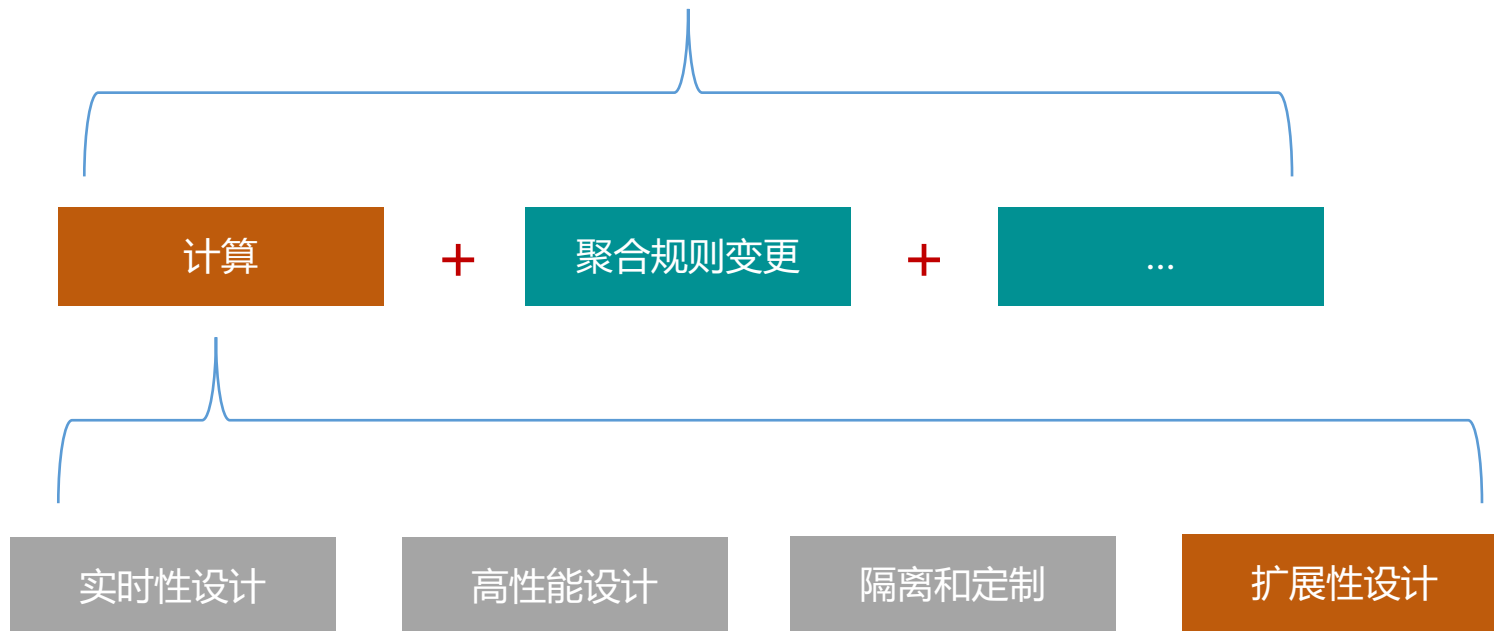 计算 + 聚合规则变更 + ...
实时性设计 高性能设计 隔离和定制 扩展性设计